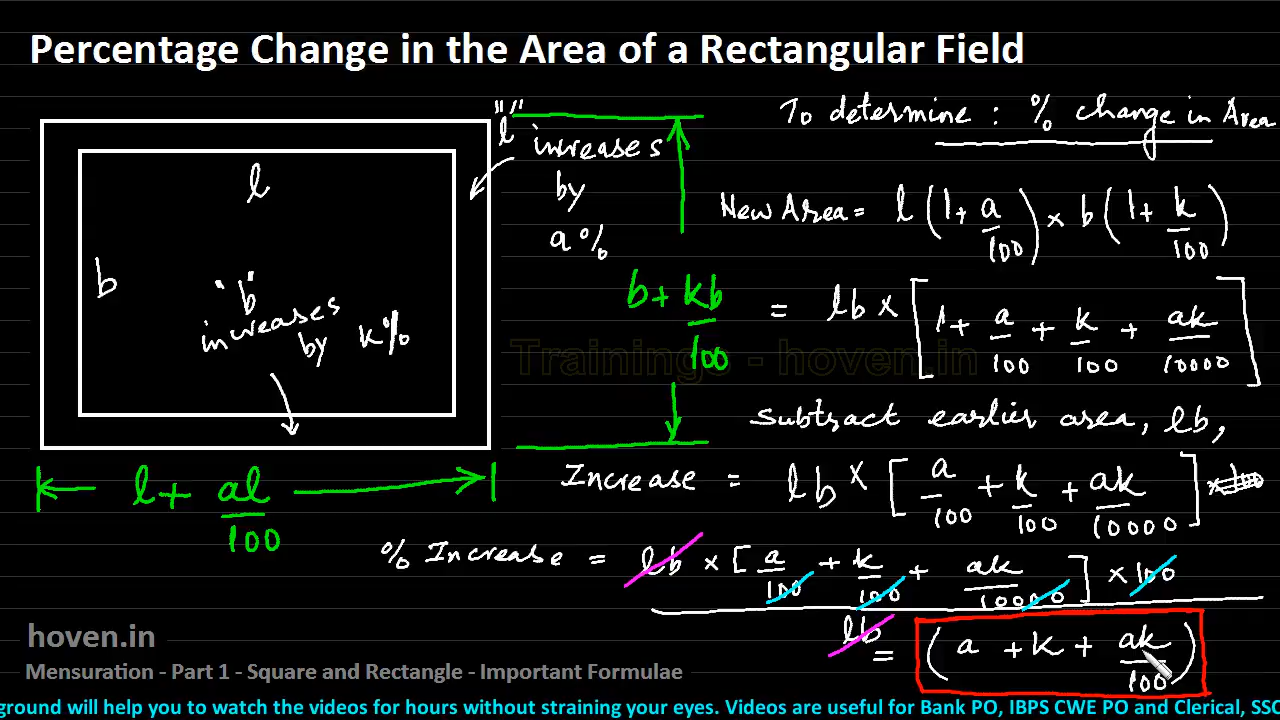 Percentage Change in the Area of a Rectangular Field
To determine : % change in Area
"l"
increases
by
a%
l
b
"b"
increases
by k%
New Area = l (1 + a/100) × b (1 + k/100)
b + kb/100
= lb × [1 + a/100 + k/100 + ak/10000]
Trainings - hoven.in
Subtract earlier area, lb,
l + al/100
Increase = lb × [a/100 + k/100 + ak/10000]
% Increase = lb × [a/100 + k/100 + ak/10000] × 100
lb
= (a + k + ak/100)
hoven.in
Mensuration - Part 1 - Square and Rectangle - Important Formulae
ground will help you to watch the videos for hours without straining your eyes. Videos are useful for Bank PO, IBPS CWE PO and Clerical, SSC